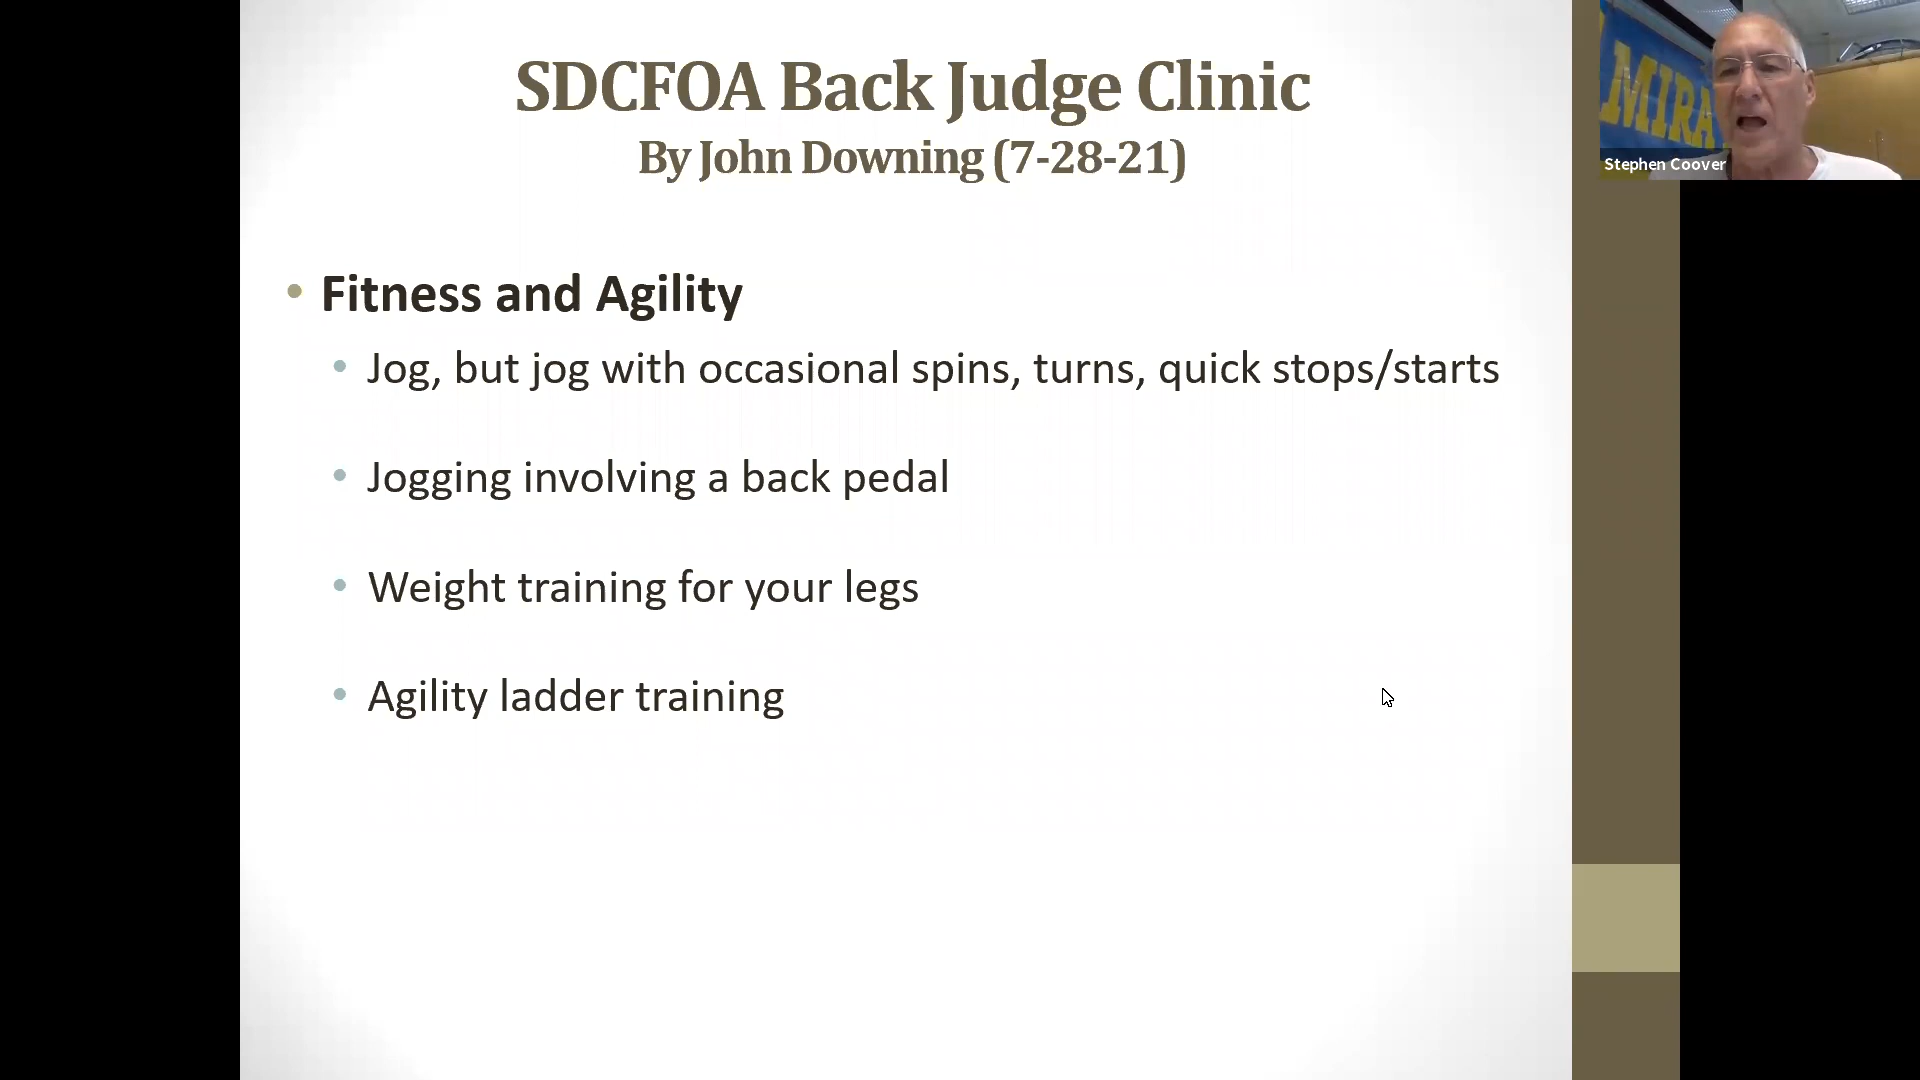 SDCFOA Back Judge Clinic
By John Downing (7-28-21)
• Fitness and Agility
• Jog, but jog with occasional spins, turns, quick stops/starts
• Jogging involving a back pedal
• Weight training for your legs
• Agility ladder training
MIRA
Stephen Coover